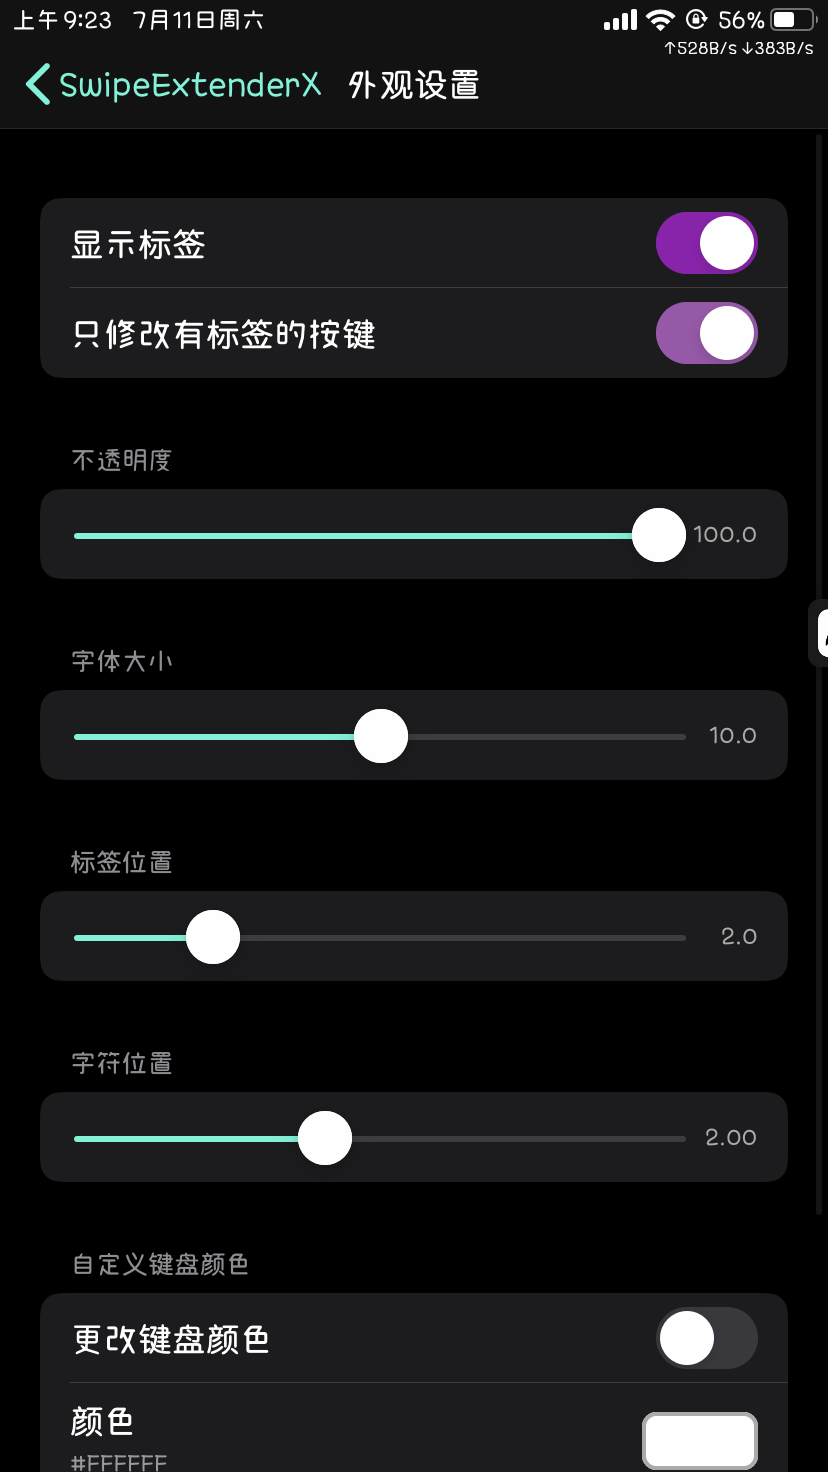 上午9:23 7月11日周六 56%
↑528B/s ↓383B/s
SwipeExtenderX 外观设置
显示标签
只修改有标签的按键
不透明度
100.0
字体大小
10.0
标签位置
2.0
字符位置
2.00
自定义键盘颜色
更改键盘颜色
颜色
#FFFFFF